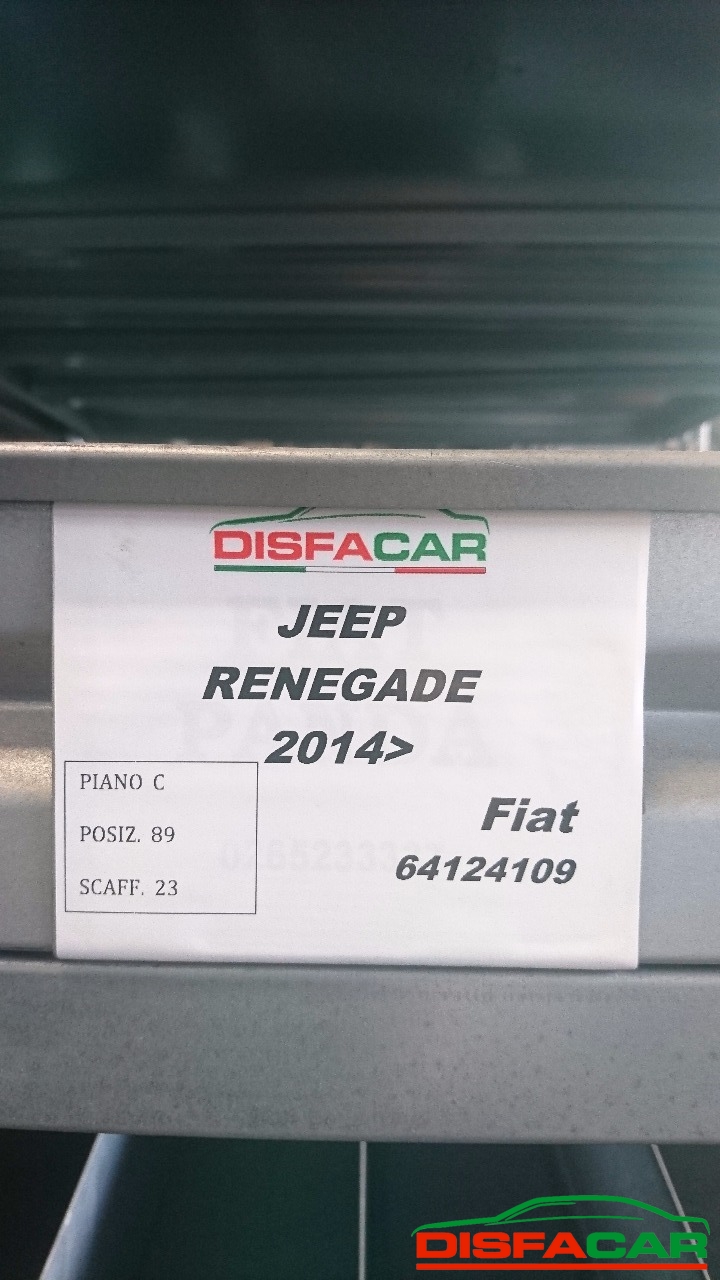 DISFACAR
JEEP
RENEGADE
2014>
PIANO C
POSIZ. 89
SCAFF. 23
Fiat
64124109
DISFACAR